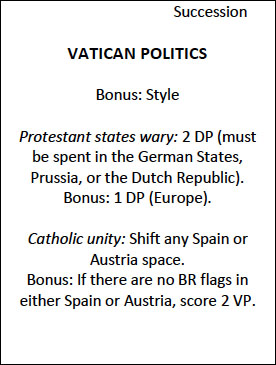 Succession
VATICAN POLITICS
Bonus: Style
Protestant states wary: 2 DP (must
be spent in the German States,
Prussia, or the Dutch Republic).
Bonus: 1 DP (Europe).
Catholic unity: Shift any Spain or
Austria space.
Bonus: If there are no BR flags in
either Spain or Austria, score 2 VP.